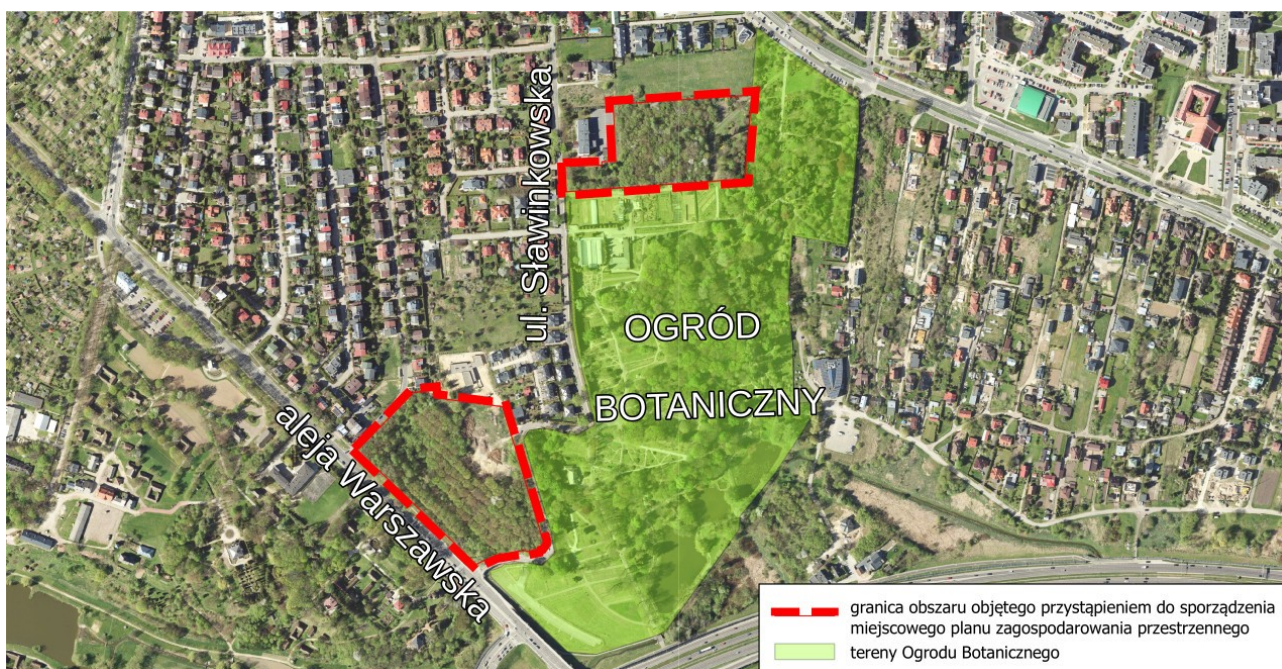 ul. Sławinkowska
OGRÓD
BOTANICZNY
aleja Warszawska
granica obszaru objętego przystąpieniem do sporządzenia
miejscowego planu zagospodarowania przestrzennego
tereny Ogrodu Botanicznego